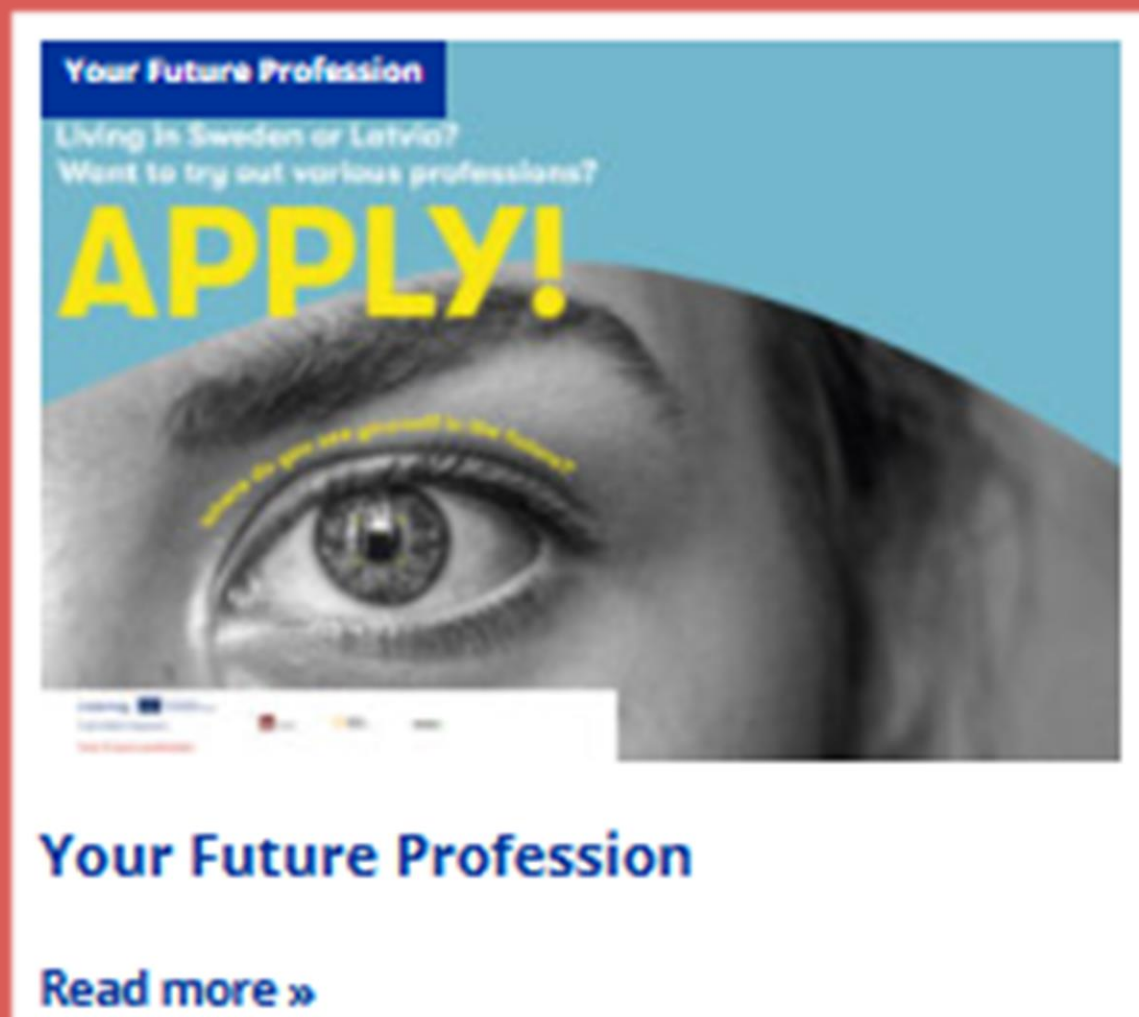 Your Future Profession
Living in Sweden or Latvia?
Want to try out various professions?
APPLY!
Where do you see yourself in the future?
Your Future Profession
Read more »